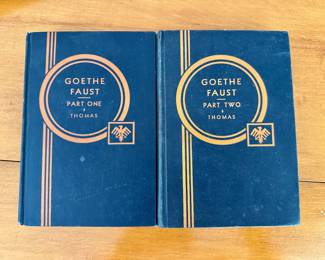 GOETHE
FAUST
PART ONE
THOMAS
GOETHE
FAUST
PART TWO
THOMAS